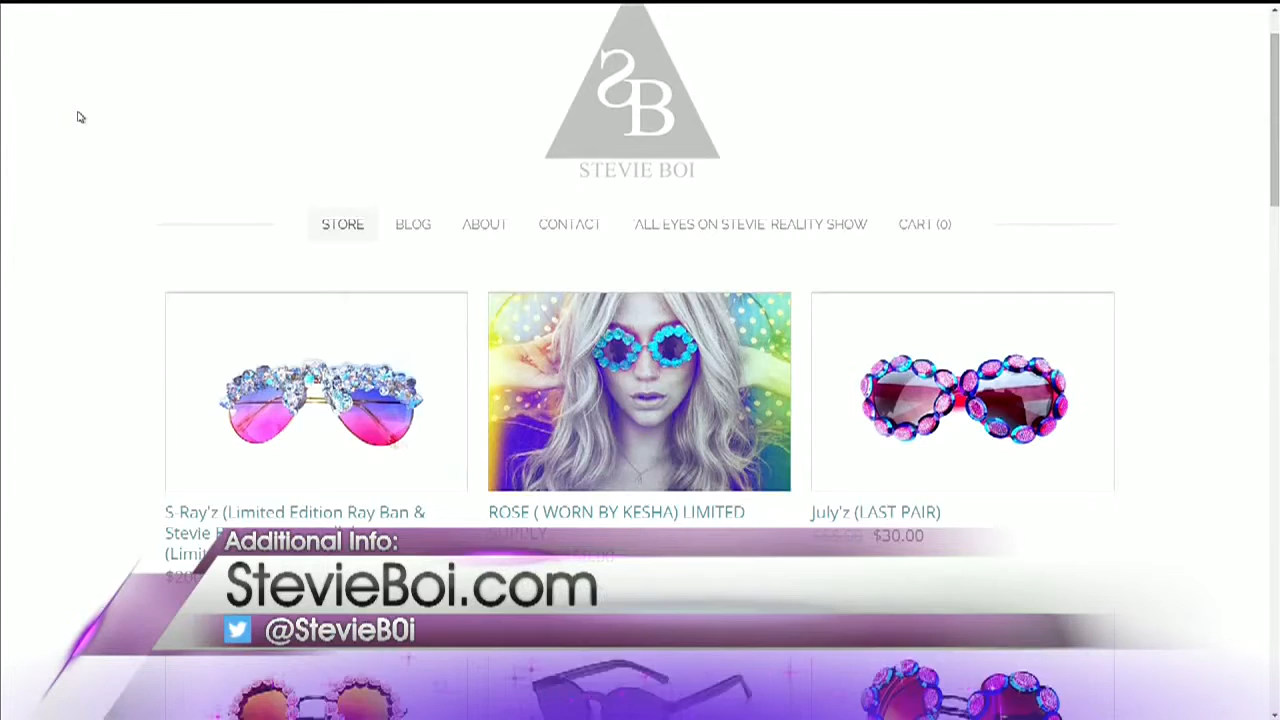 SB
STEVIE BOI
STORE BLOG ABOUT CONTACT ALL EYES ON STEVIE REALITY SHOW CART (0)
S-Ray'z (Limited Edition Ray Ban &
Stevie
ROSE ( WORN BY KESHA) LIMITED
SUPPLY
July'z (LAST PAIR)
$30.00
Additional Info:
StevieBoi.com
@StevieB0i